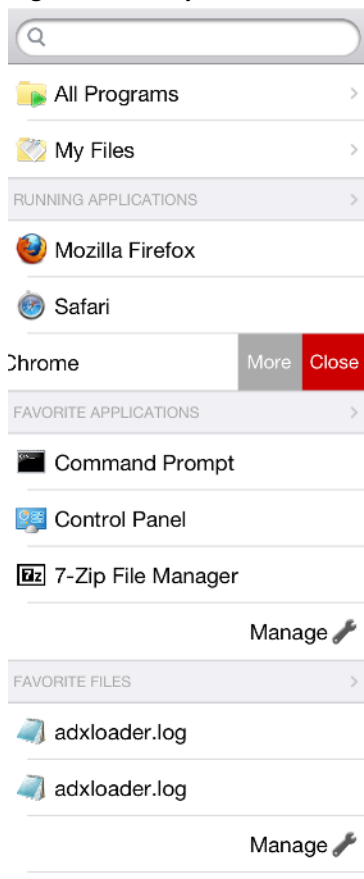 All Programs
My Files
RUNNING APPLICATIONS
Mozilla Firefox
Safari
Chrome More Close
FAVORITE APPLICATIONS
Command Prompt
Control Panel
7z 7-Zip File Manager
Manage
FAVORITE FILES
adxloader.log
adxloader.log
Manage